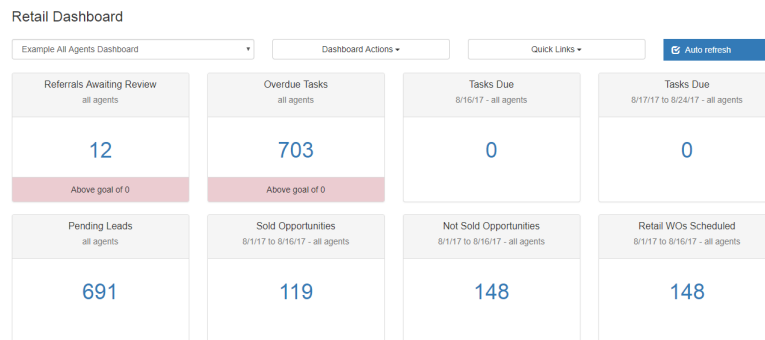 Retail Dashboard
Example All Agents Dashboard
Dashboard Actions
Quick Links
Auto refresh
Referrals Awaiting Review
all agents
12
Above goal of 0
Overdue Tasks
all agents
703
Above goal of 0
Tasks Due
8/16/17 - all agents
0
Tasks Due
8/17/17 to 8/24/17 - all agents
0
Pending Leads
all agents
691
Sold Opportunities
8/1/17 to 8/16/17 - all agents
119
Not Sold Opportunities
8/1/17 to 8/16/17 - all agents
148
Retail WOs Scheduled
8/1/17 to 8/16/17 - all agents
148